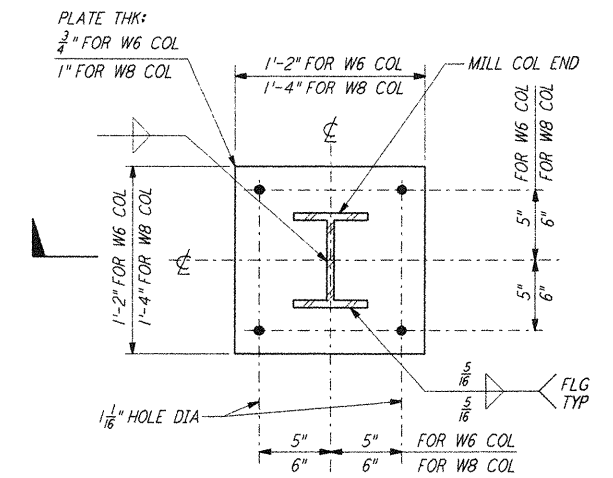 PLATE THK:
3/4" FOR W6 COL
1" FOR W8 COL
1'-2" FOR W6 COL
1'-4" FOR W8 COL
MILL COL END
FOR W6 COL
FOR W8 COL
℄
1'-2" FOR W6 COL
1'-4" FOR W8 COL
℄
5"
6"
5"
6"
5/16
5/16
FLG
TYP
1 1/16" HOLE DIA
5" 5" FOR W6 COL
6" 6" FOR W8 COL